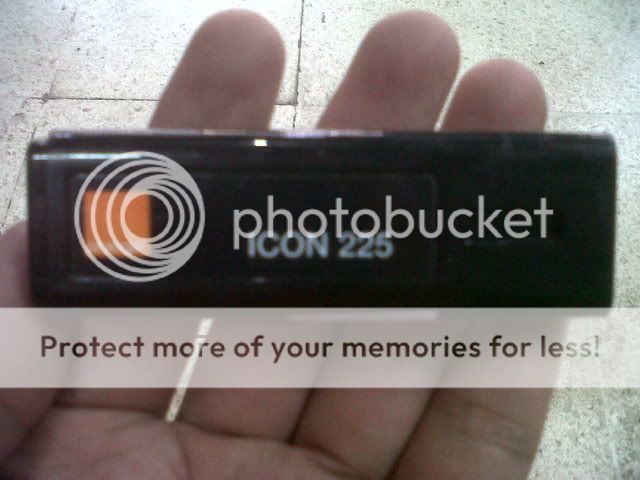 photobucket
ICON 225
Protect more of your memories for less!